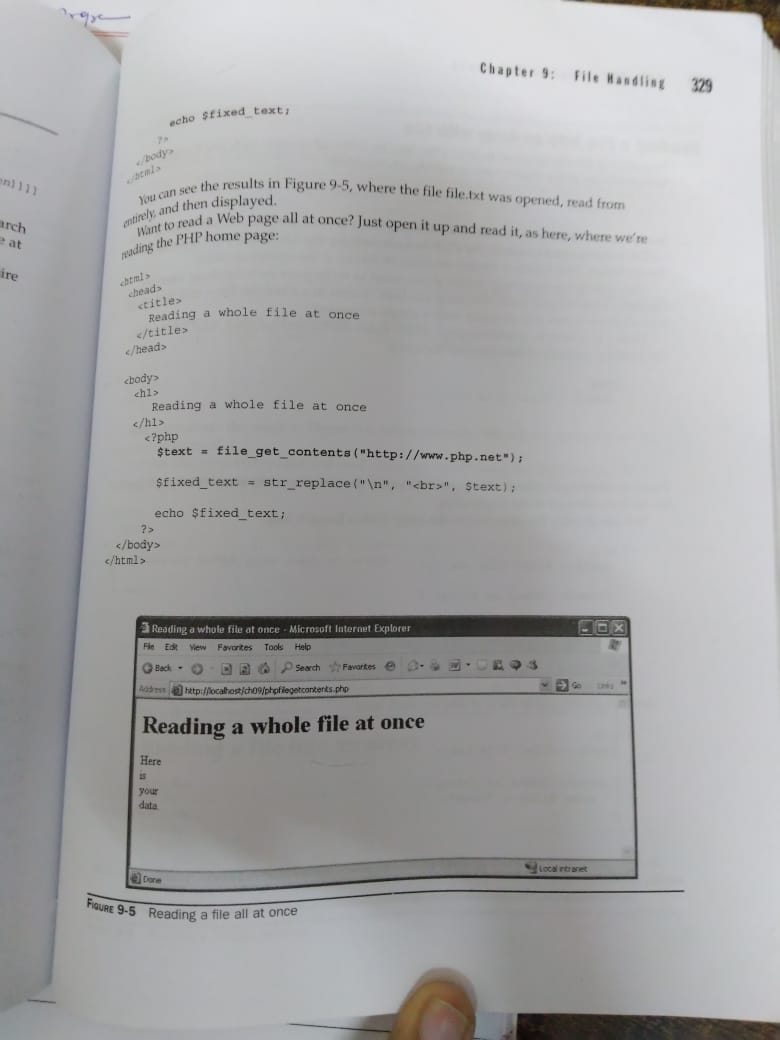 Chapter 9: File Handling 329
echo $fixed_text;
?>
</body>
</html>
You can see the results in Figure 9-5, where the file file.txt was opened, read from
entirely, and then displayed.
Want to read a Web page all at once? Just open it up and read it, as here, where we're
reading the PHP home page:
<html>
<head>
<title>
Reading a whole file at once
</title>
</head>
<body>
<h1>
Reading a whole file at once
</h1>
<?php
$text = file_get_contents("http://www.php.net");
$fixed_text = str_replace("\n", "<br>", $text);
echo $fixed_text;
?>
</body>
</html>
Reading a whole file at once - Microsoft Internet Explorer
File Edit View Favorites Tools Help
Back Search Favorites
Address http://localhost/ch09/phpfilegetcontents.php Go Links
Reading a whole file at once
Here
is
your
data.
Done Local intranet
FIGURE 9-5 Reading a file all at once
arch
at
ire